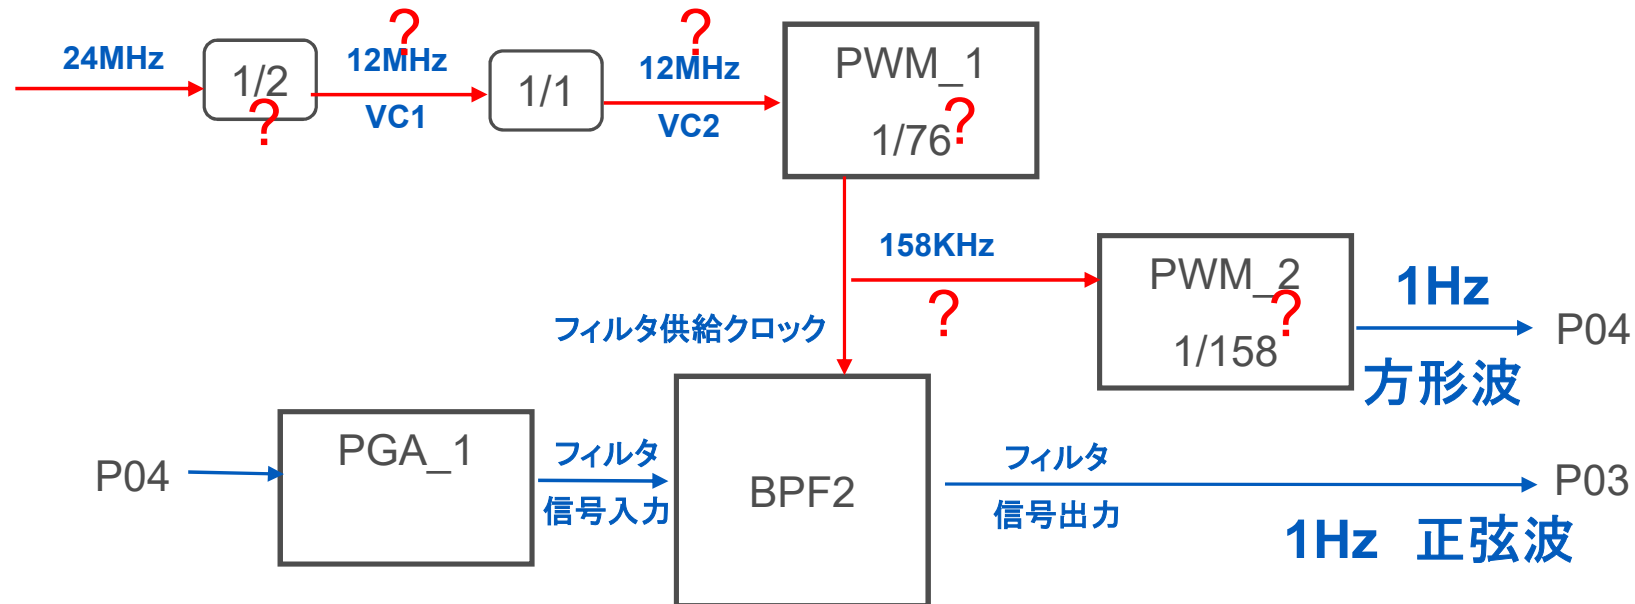 24MHz
1/2
?
?
12MHz
VC1
1/1
?
12MHz
VC2
PWM_1
1/76
?
158KHz
?
フィルタ供給クロック
PWM_2
?
1/158
1Hz
方形波
P04
P04
PGA_1
フィルタ
信号入力
BPF2
フィルタ
信号出力
P03
1Hz 正弦波